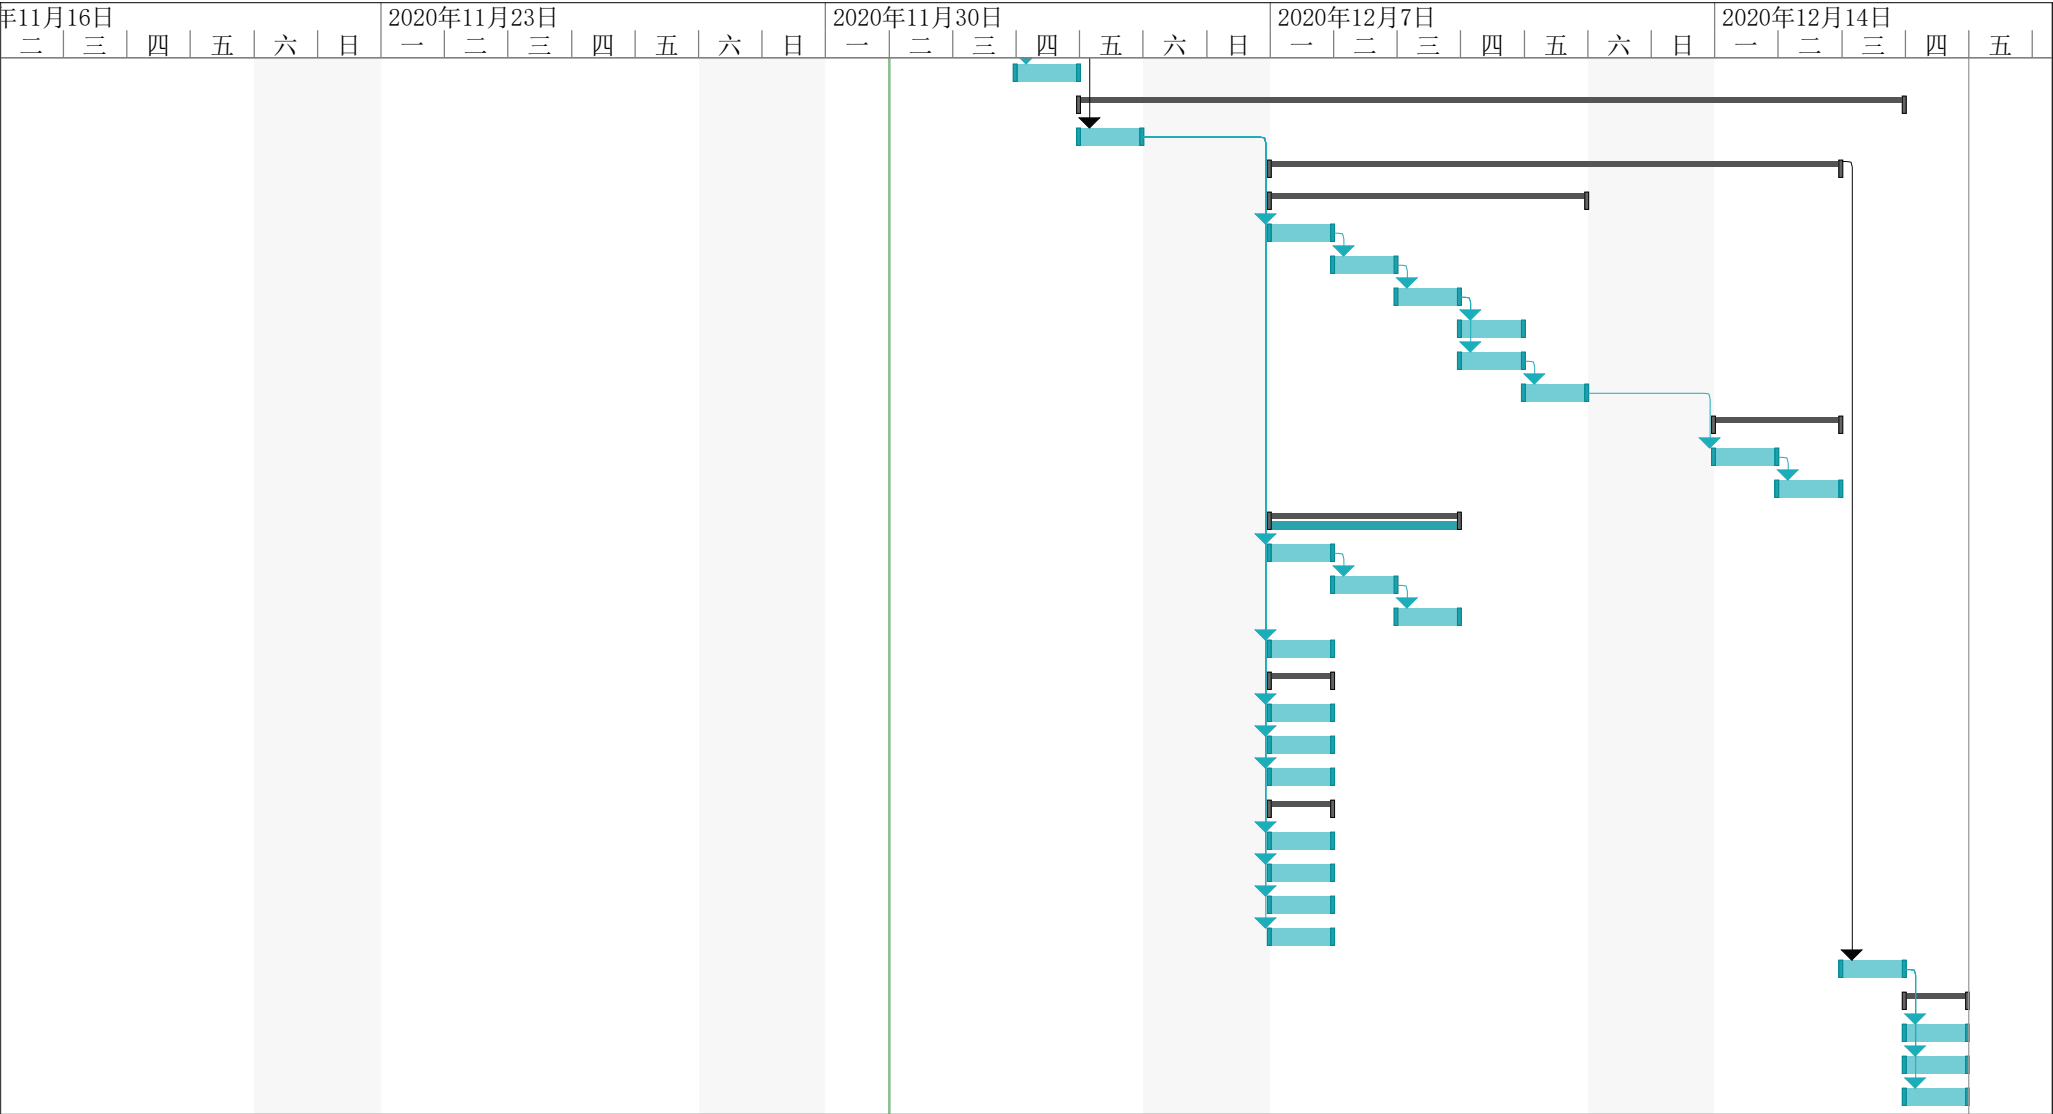 年11月16日 2020年11月23日 2020年11月30日 2020年12月7日 2020年12月14日
二 三 四 五 六 日 一 二 三 四 五 六 日 一 二 三 四 五 六 日 一 二 三 四 五 六 日 一 二 三 四 五